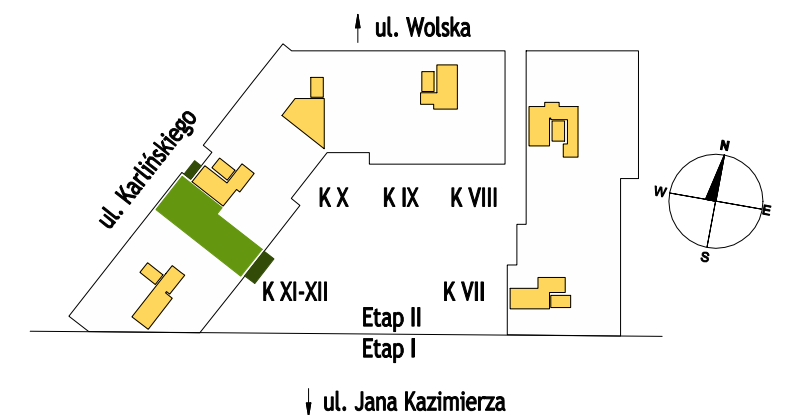 ul. Wolska
ul. Karlińskiego
N
W
E
S
K X
K IX
K VIII
K XI-XII
K VII
Etap II
Etap I
ul. Jana Kazimierza